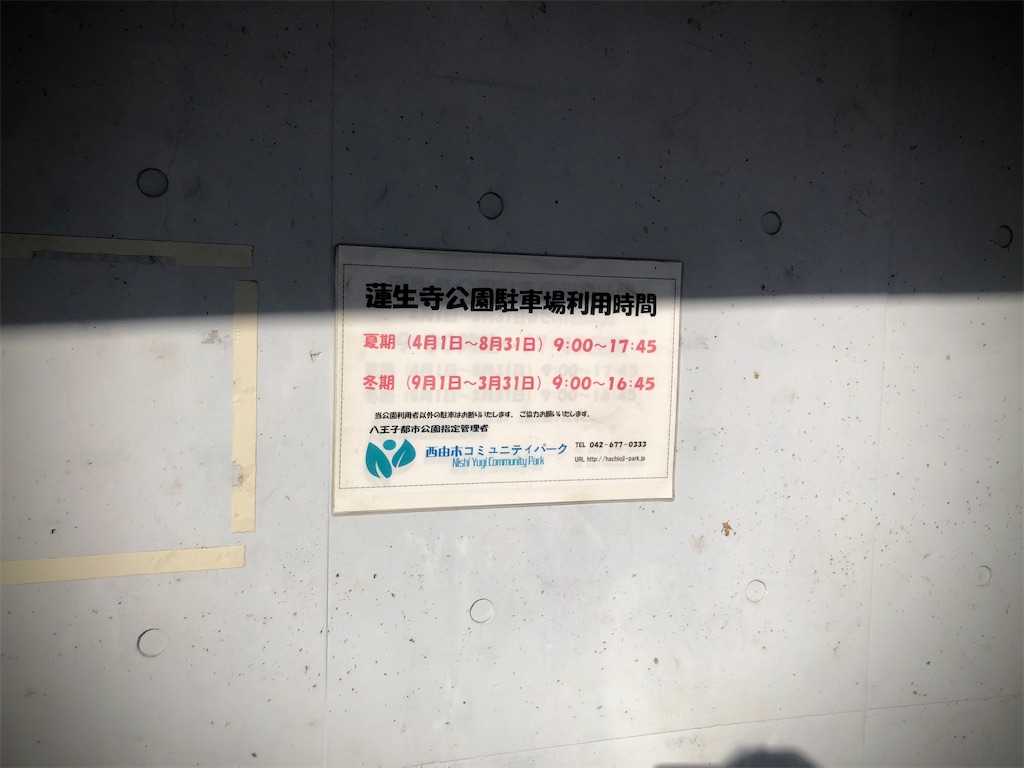 蓮生寺公園駐車場利用時間
夏期（4月1日～8月31日）9:00～17:45
冬期（9月1日～3月31日）9:00～16:45
当公園利用者以外の駐車はお断りいたします。ご協力お願いいたします。
八王子都市公園指定管理者
西由木コミュニティパーク
Nishi Yugi Community Park
TEL 042-677-0333
URL http://hachioji-park.jp